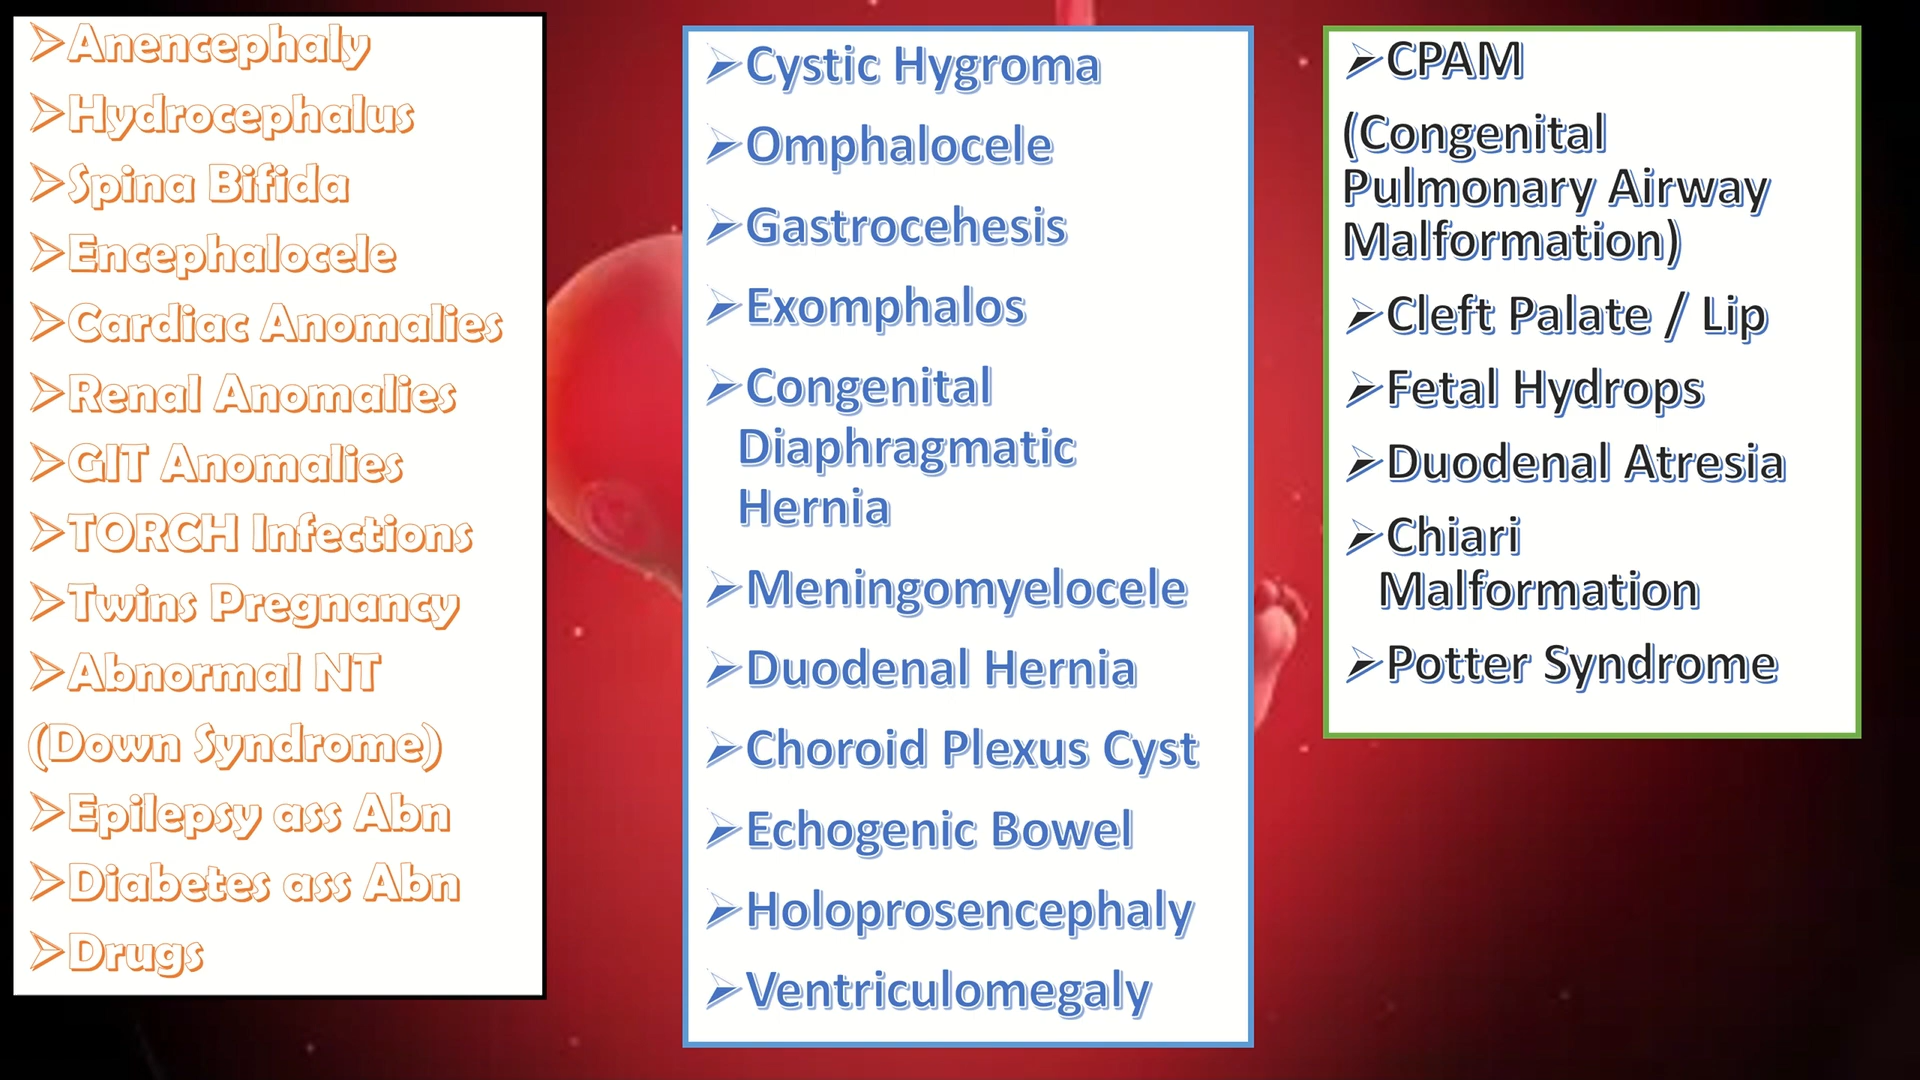 ➢Anencephaly
➢Hydrocephalus
➢Spina Bifida
➢Encephalocele
➢Cardiac Anomalies
➢Renal Anomalies
➢GIT Anomalies
➢TORCH Infections
➢Twins Pregnancy
➢Abnormal NT
(Down Syndrome)
➢Epilepsy ass Abn
➢Diabetes ass Abn
➢Drugs
➢Cystic Hygroma
➢Omphalocele
➢Gastrocehesis
➢Exomphalos
➢Congenital
Diaphragmatic
Hernia
➢Meningomyelocele
➢Duodenal Hernia
➢Choroid Plexus Cyst
➢Echogenic Bowel
➢Holoprosencephaly
➢Ventriculomegaly
➢CPAM
(Congenital
Pulmonary Airway
Malformation)
➢Cleft Palate / Lip
➢Fetal Hydrops
➢Duodenal Atresia
➢Chiari
Malformation
➢Potter Syndrome